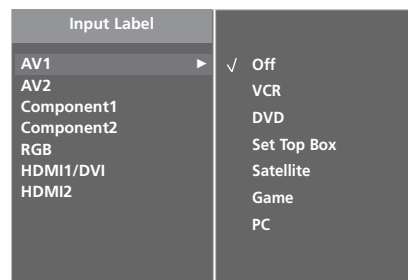 Input Label
AV1 ►
AV2
Component1
Component2
RGB
HDMI1/DVI
HDMI2
√ Off
VCR
DVD
Set Top Box
Satellite
Game
PC